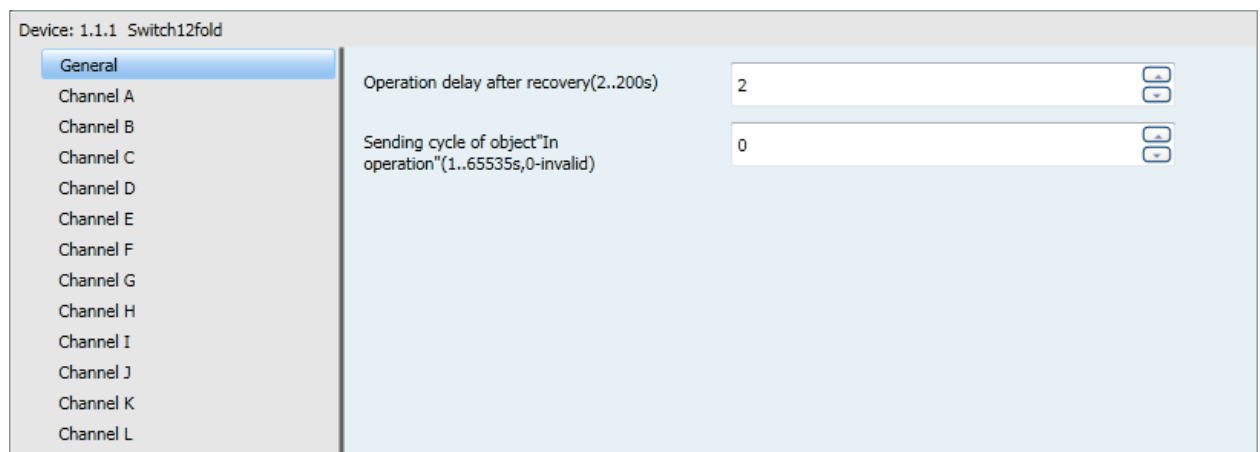 Device: 1.1.1 Switch12fold
General
Channel A
Channel B
Channel C
Channel D
Channel E
Channel F
Channel G
Channel H
Channel I
Channel J
Channel K
Channel L
Operation delay after recovery(2..200s)
2
Sending cycle of object"In
operation"(1..65535s,0-invalid)
0